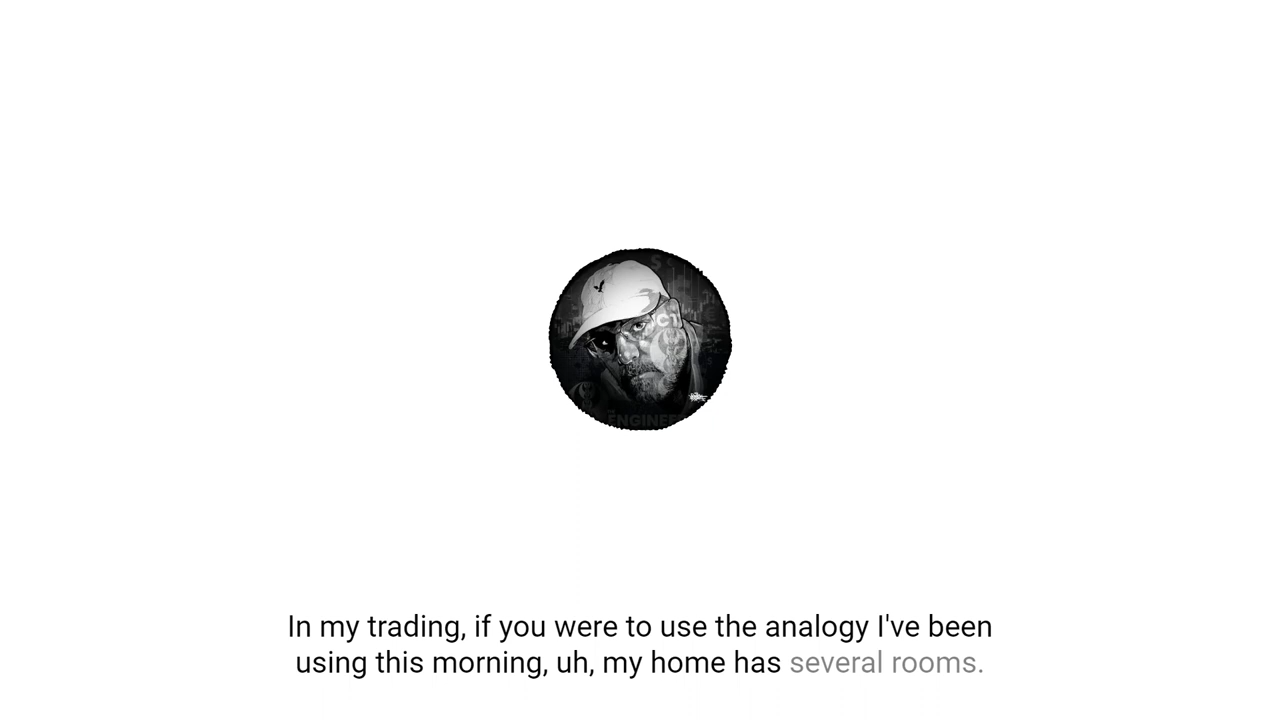 In my trading, if you were to use the analogy I've been
using this morning, uh, my home has several rooms.